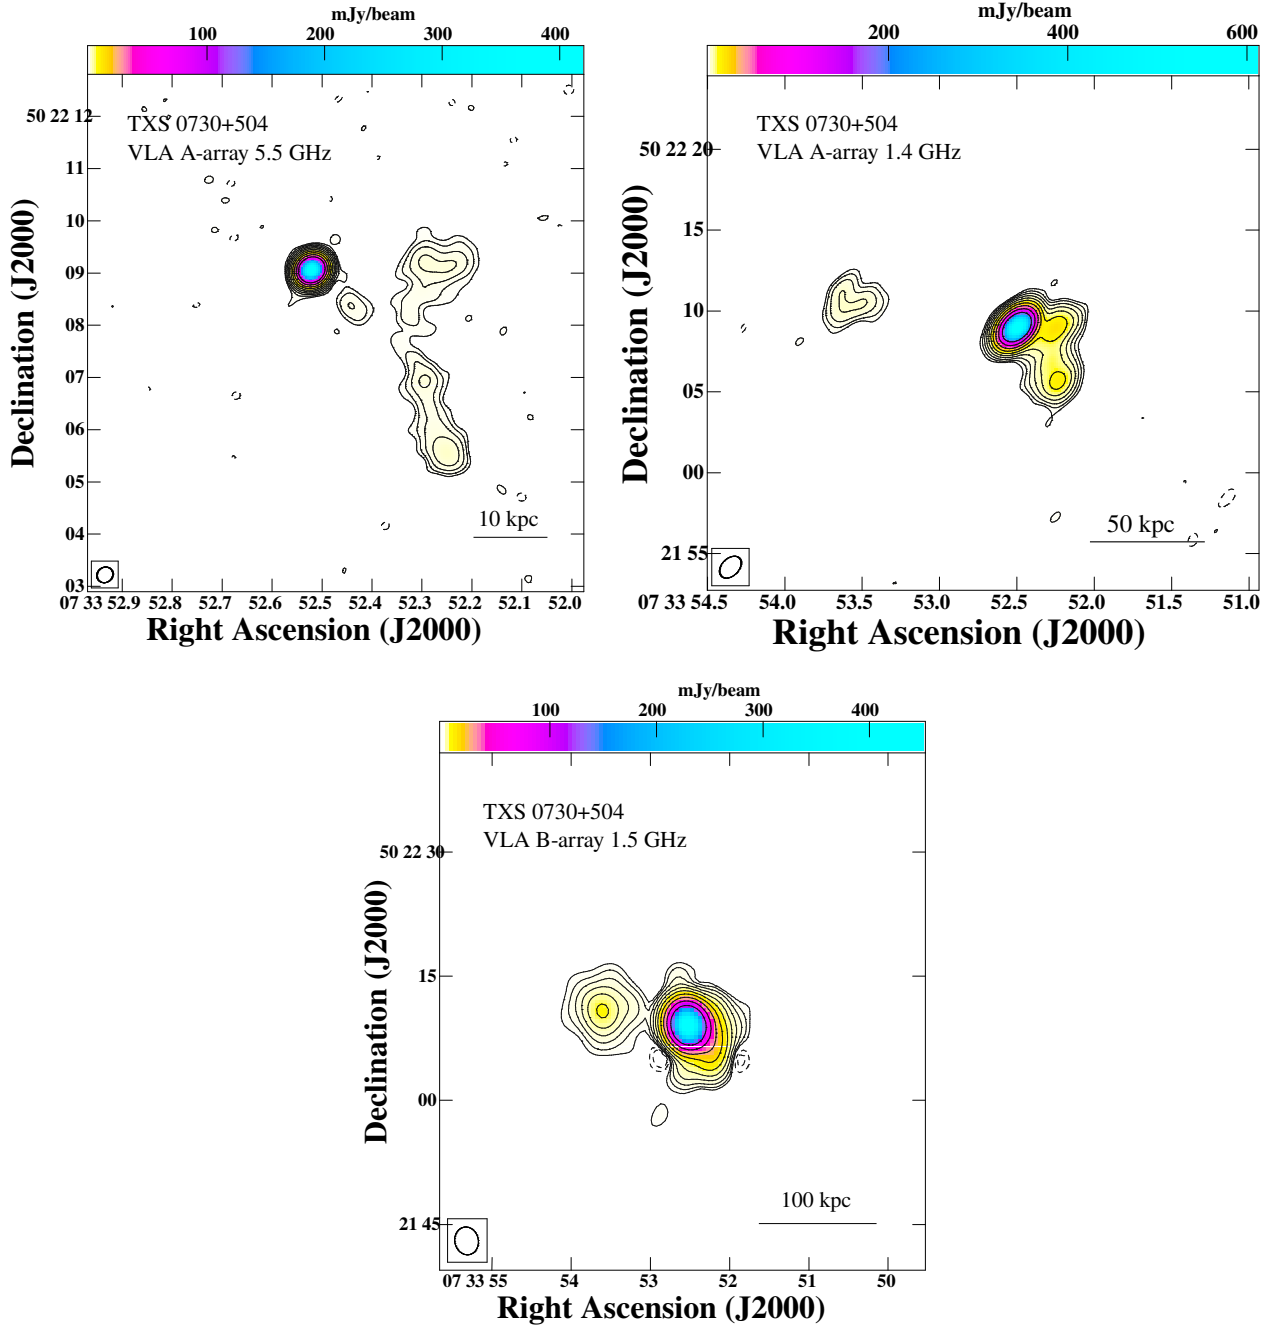 mJy/beam
100 200 300 400
TXS 0730+504
VLA A-array 5.5 GHz
Declination (J2000)
50 22 12
11
10
09
08
07
06
05
04
03
10 kpc
07 33 52.9 52.8 52.7 52.6 52.5 52.4 52.3 52.2 52.1 52.0
Right Ascension (J2000)
mJy/beam
200 400 600
TXS 0730+504
VLA A-array 1.4 GHz
Declination (J2000)
50 22 20
15
10
05
00
21 55
50 kpc
07 33 54.5 54.0 53.5 53.0 52.5 52.0 51.5 51.0
Right Ascension (J2000)
mJy/beam
100 200 300 400
TXS 0730+504
VLA B-array 1.5 GHz
Declination (J2000)
50 22 30
15
00
21 45
100 kpc
07 33 55 54 53 52 51 50
Right Ascension (J2000)